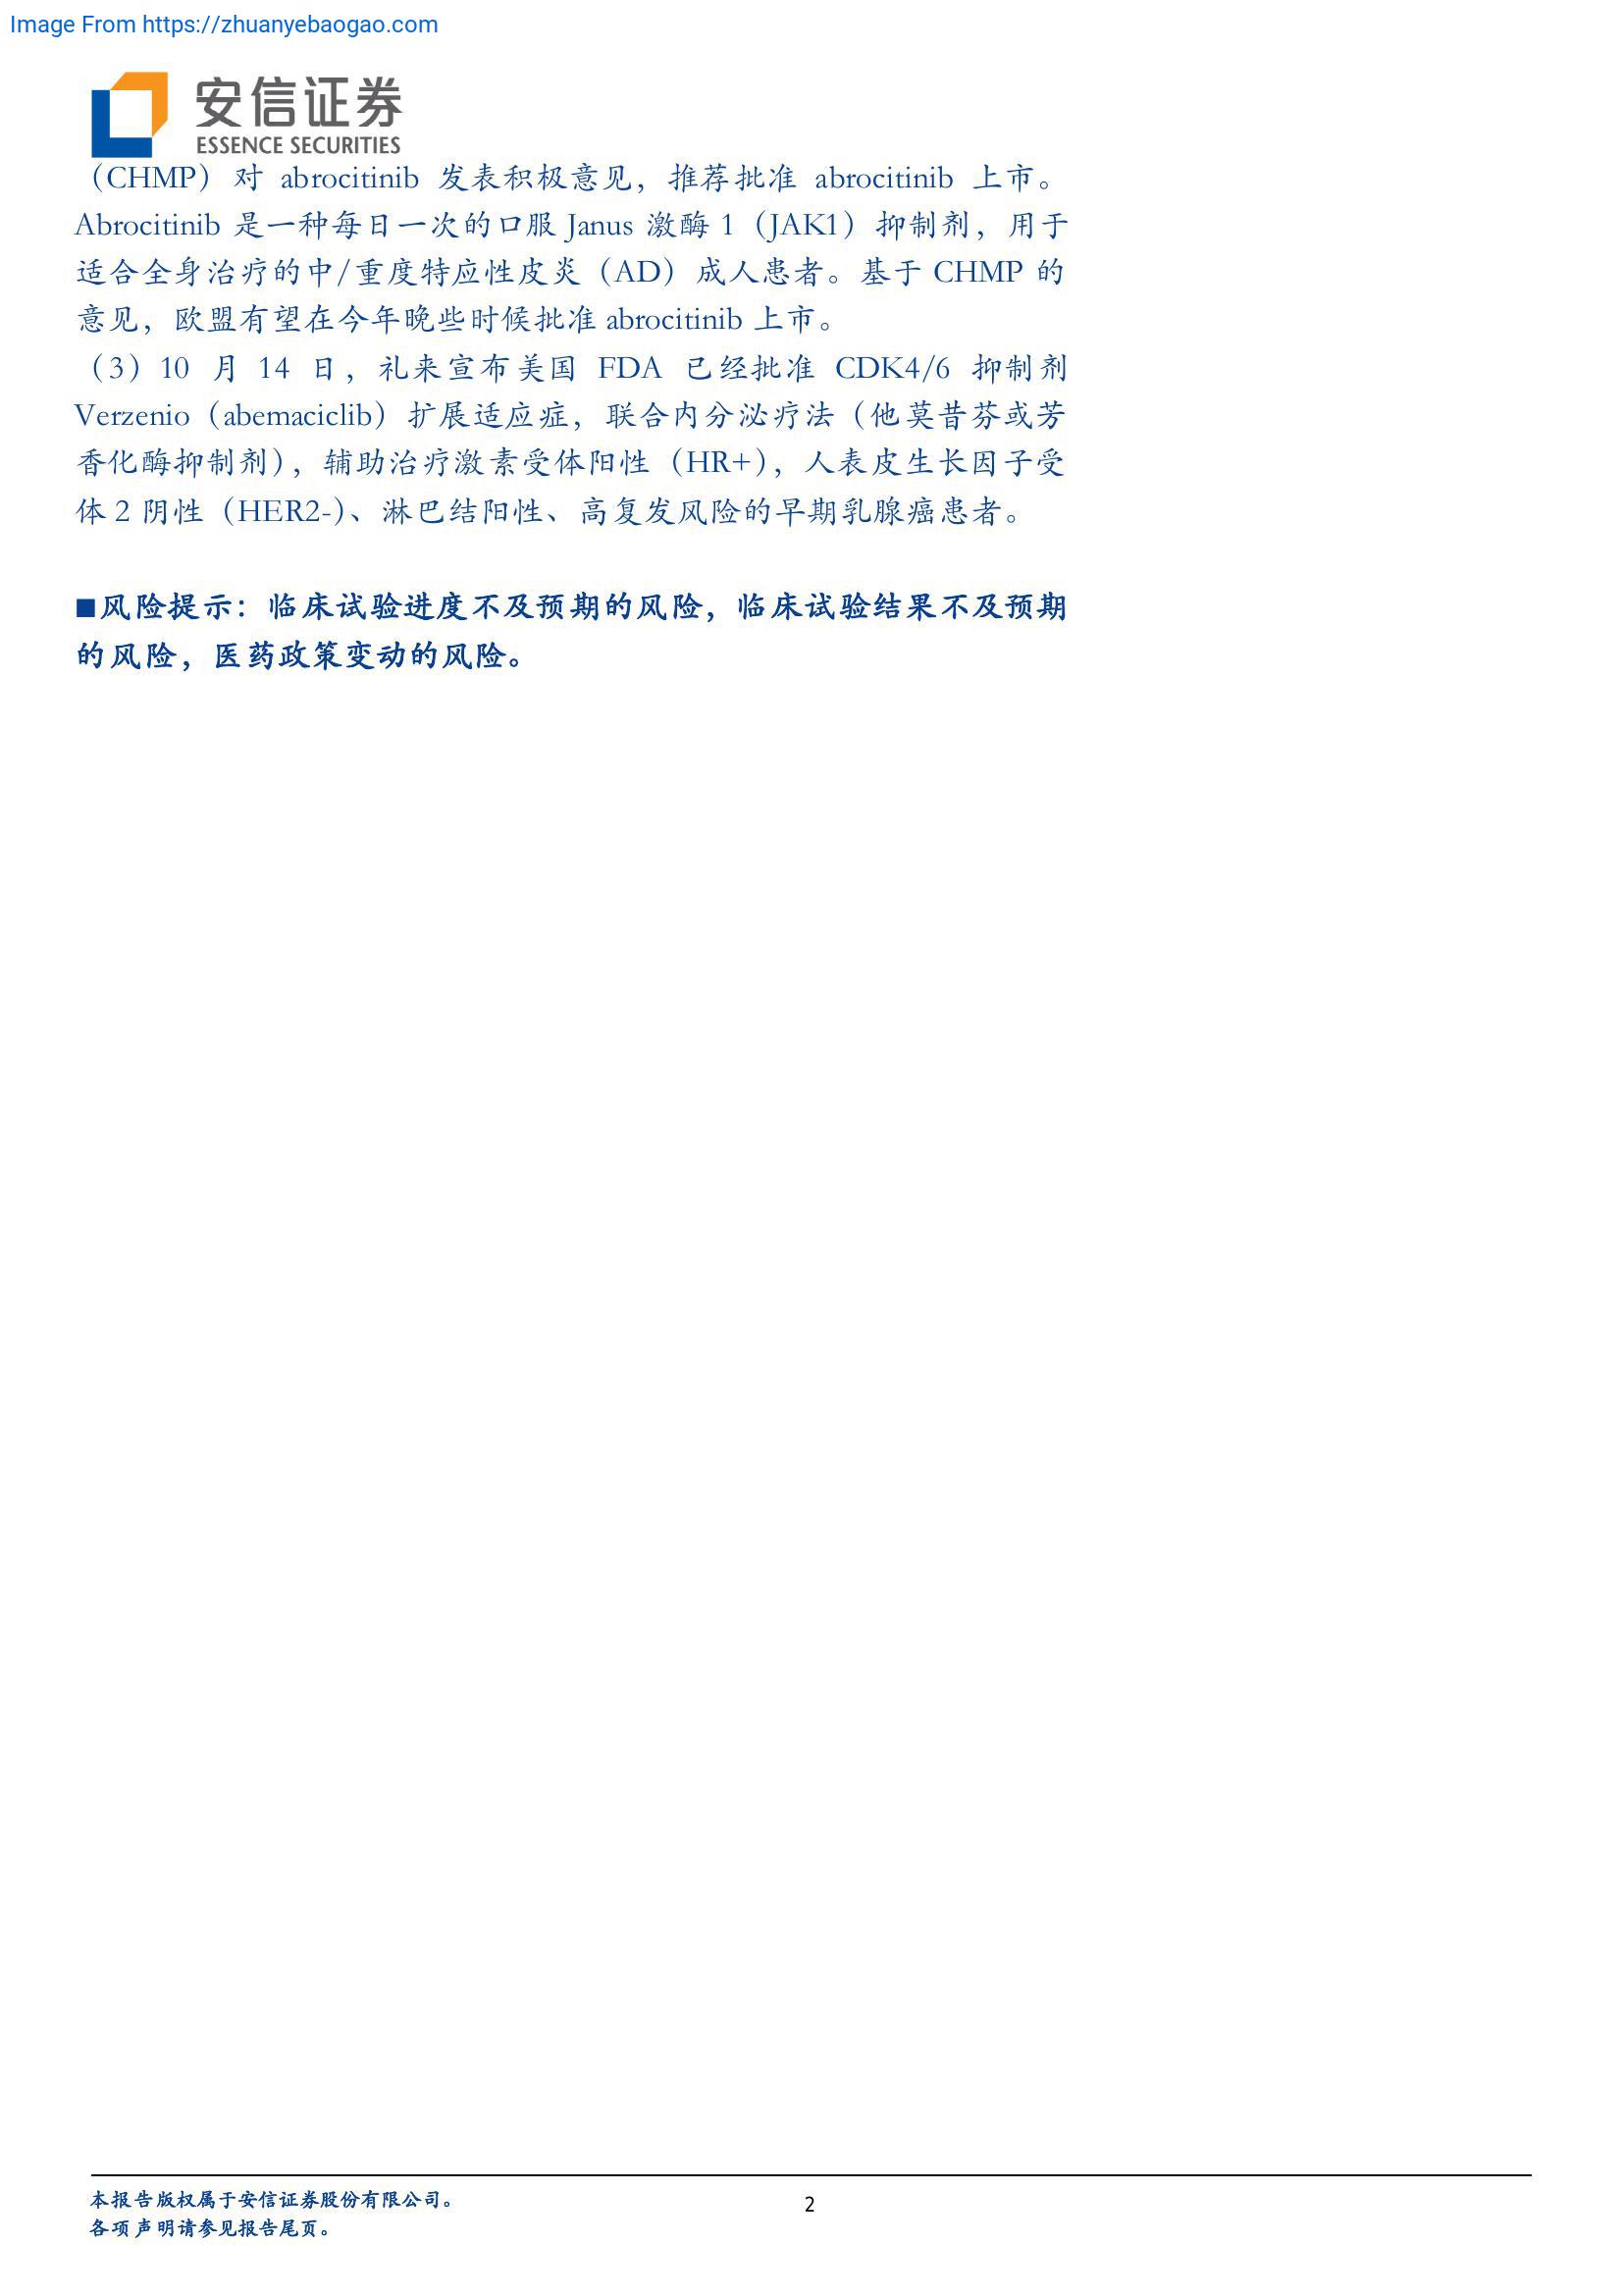 Image From https://zhuanyebaogao.com
安信证券
ESSENCE SECURITIES
（CHMP）对 abrocitinib 发表积极意见，推荐批准 abrocitinib 上市。
Abrocitinib 是一种每日一次的口服 Janus 激酶 1（JAK1）抑制剂，用于
适合全身治疗的中/重度特应性皮炎（AD）成人患者。基于 CHMP 的
意见，欧盟有望在今年晚些时候批准 abrocitinib 上市。
（3）10 月 14 日，礼来宣布美国 FDA 已经批准 CDK4/6 抑制剂
Verzenio（abemaciclib）扩展适应症，联合内分泌疗法（他莫昔芬或芳
香化酶抑制剂），辅助治疗激素受体阳性（HR+），人表皮生长因子受
体 2 阴性（HER2-）、淋巴结阳性、高复发风险的早期乳腺癌患者。
■风险提示：临床试验进度不及预期的风险，临床试验结果不及预期
的风险，医药政策变动的风险。
本报告版权属于安信证券股份有限公司。
2
各项声明请参见报告尾页。